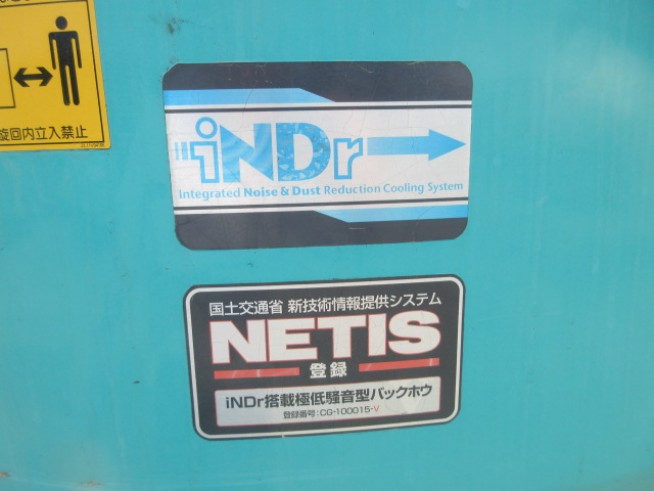 旋回内立入禁止
iNDr
Integrated Noise & Dust Reduction Cooling System
国土交通省 新技術情報提供システム
NETIS
登録
iNDr搭載極低騒音型バックホウ
登録番号:CG-100015-V